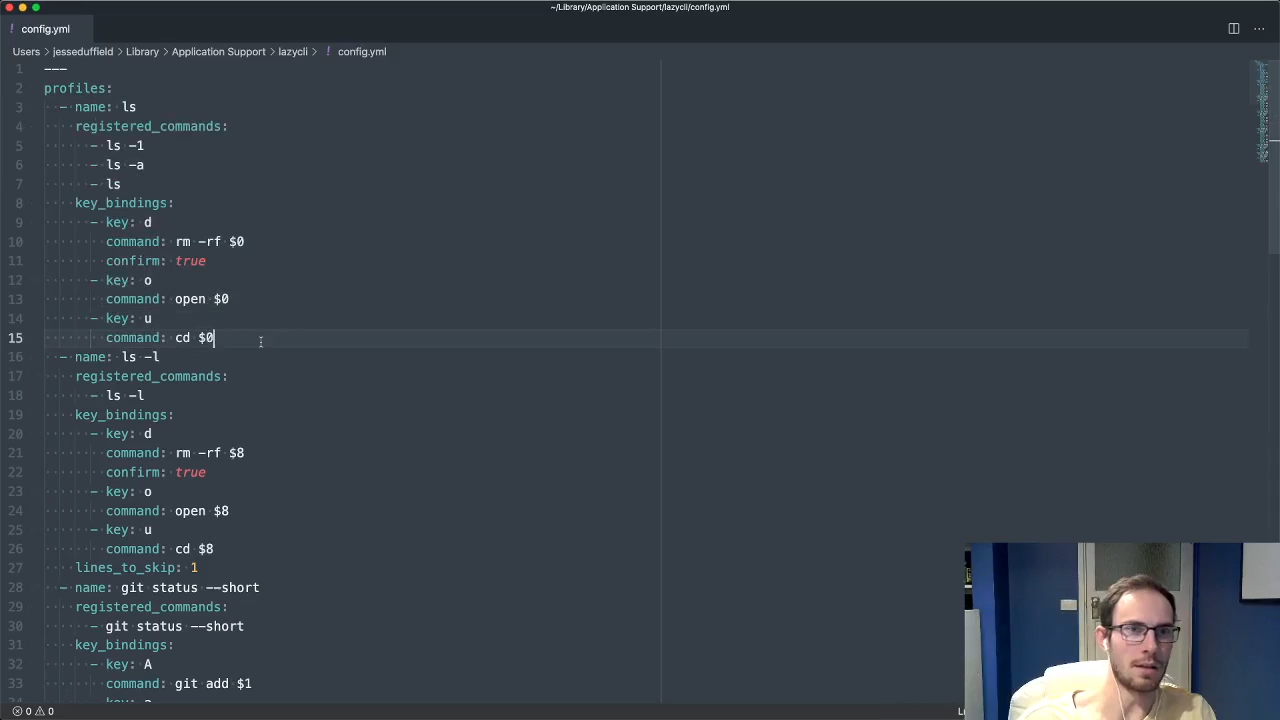 ~/Library/Application Support/lazycli/config.yml
! config.yml
Users > jesseduffield > Library > Application Support > lazycli > ! config.yml
1 ---
2 profiles:
3 - name: ls
4 registered_commands:
5 - ls -1
6 - ls -a
7 - ls
8 key_bindings:
9 - key: d
10 command: rm -rf $0
11 confirm: true
12 - key: o
13 command: open $0
14 - key: u
15 command: cd $0
16 - name: ls -l
17 registered_commands:
18 - ls -l
19 key_bindings:
20 - key: d
21 command: rm -rf $8
22 confirm: true
23 - key: o
24 command: open $8
25 - key: u
26 command: cd $8
27 lines_to_skip: 1
28 - name: git status --short
29 registered_commands:
30 - git status --short
31 key_bindings:
32 - key: A
33 command: git add $1
0 0